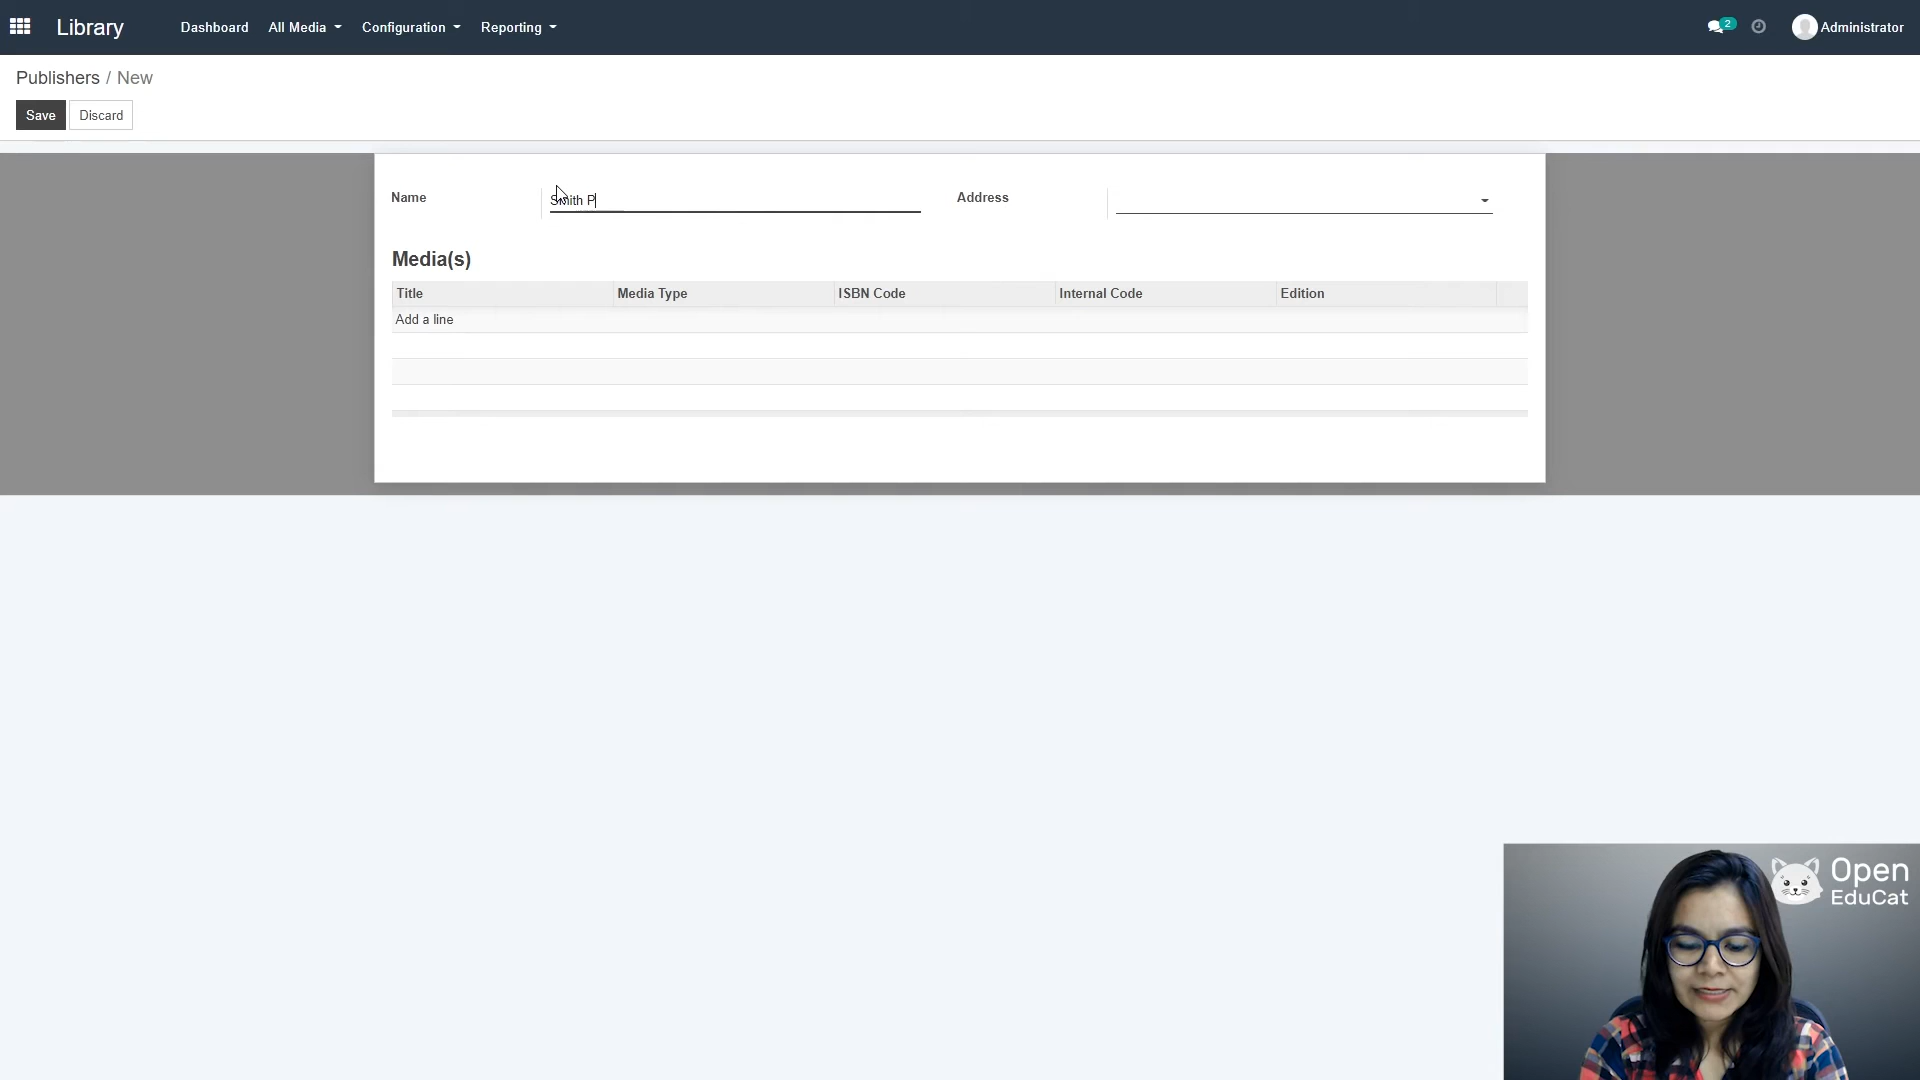 Library Dashboard All Media Configuration Reporting 2 Administrator
Publishers / New
Save Discard
Name Smith P Address
Media(s)
Title Media Type ISBN Code Internal Code Edition
Add a line
Open
EduCat